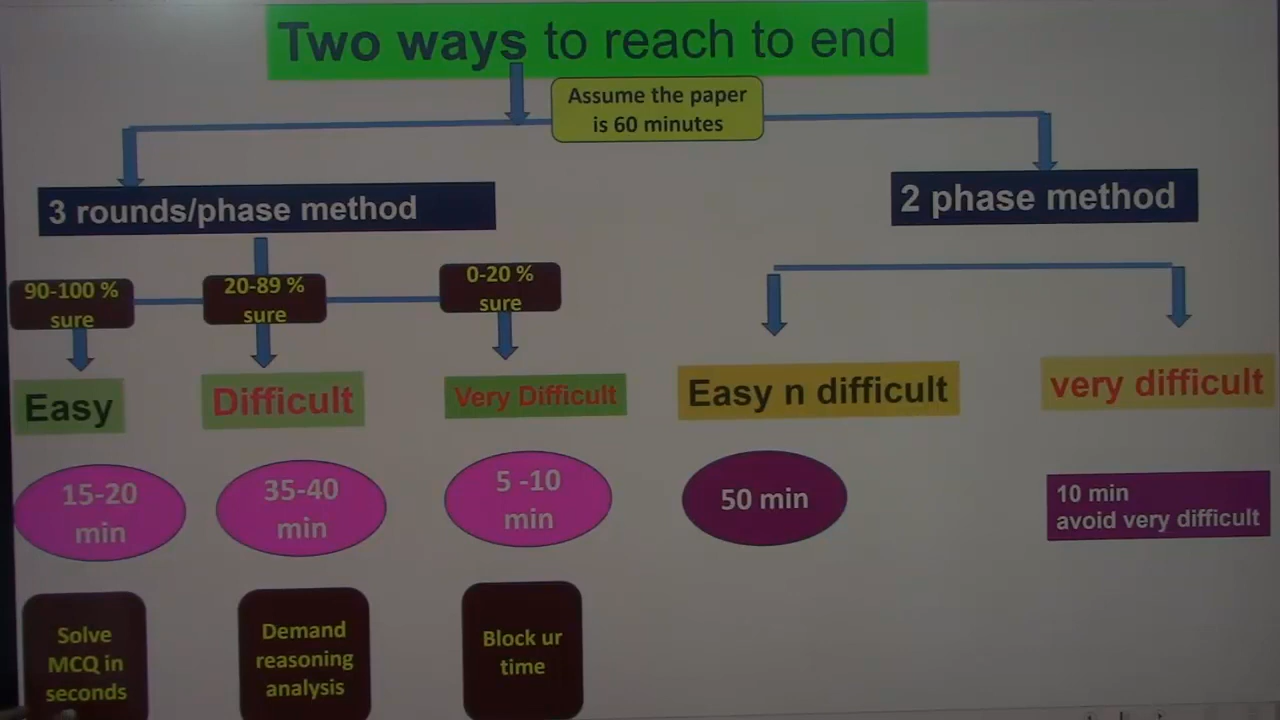 Two ways to reach to end
Assume the paper
is 60 minutes
3 rounds/phase method
2 phase method
90-100 %
sure
20-89 %
sure
0-20 %
sure
Easy
Difficult
Very Difficult
Easy n difficult
very difficult
15-20
min
35-40
min
5 -10
min
50 min
10 min
avoid very difficult
Solve
MCQ in
seconds
Demand
reasoning
analysis
Block ur
time